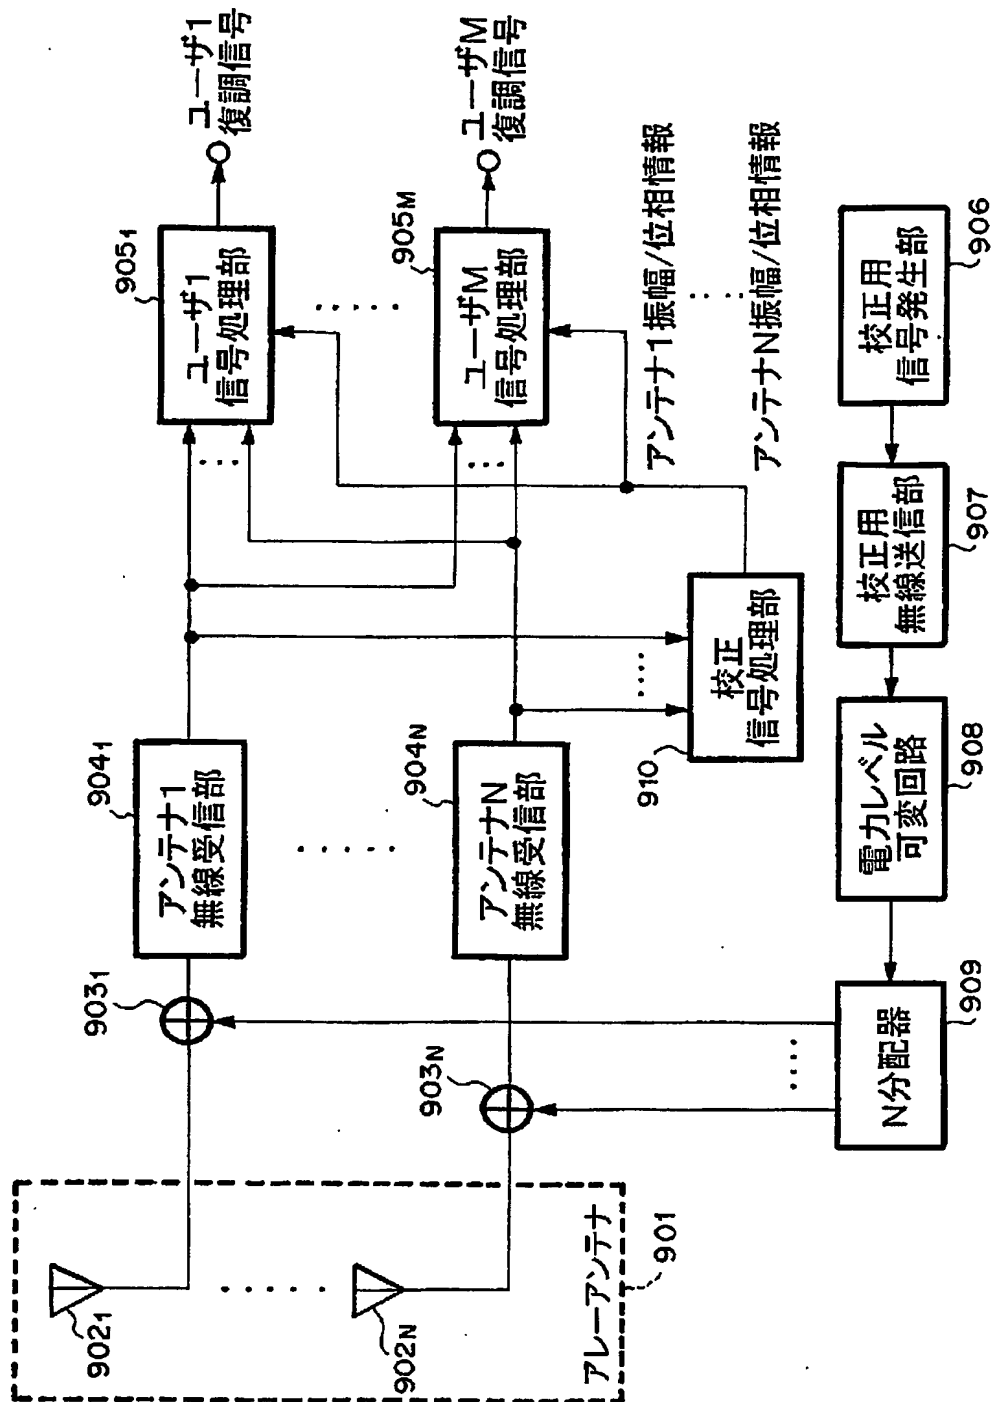 アレーアンテナ
901
902₁
902N
903₁
903N
アンテナ1
無線受信部
904₁
アンテナN
無線受信部
904N
ユーザ1
信号処理部
905₁
ユーザM
信号処理部
905M
ユーザ1
復調信号
ユーザM
復調信号
校正
信号処理部
910
アンテナ1振幅/位相情報
アンテナN振幅/位相情報
N分配器
909
電力レベル
可変回路
908
校正用
無線送信部
907
校正用
信号発生部
906